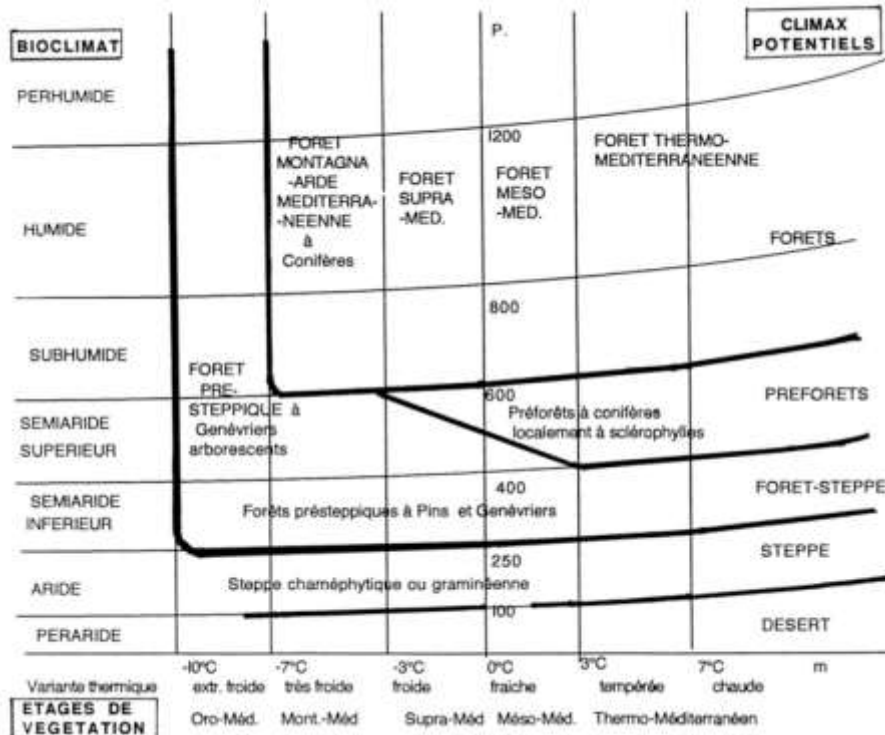 BIOCLIMAT
P.
CLIMAX
POTENTIELS
PERHUMIDE
1200
FORET
MONTAGNA
-ARDE
MEDITERRA-
-NEENNE
à
Conifères
FORET
SUPRA
-MED.
FORET
MESO
-MED.
FORET THERMO-
MEDITERRANEENNE
HUMIDE
FORETS
800
SUBHUMIDE
FORET
PRE-
STEPPIQUE à
Genèvriers
arborescents
600
PREFORETS
SEMIARIDE
SUPERIEUR
Préforêts à conifères
localement à sclérophylles
400
FORET-STEPPE
SEMIARIDE
INFERIEUR
Forêts présteppiques à Pins et Genèvriers
250
STEPPE
ARIDE
Steppe chaméphytique ou graminéenne
100
DESERT
PERARIDE
-10°C -7°C -3°C 0°C 3°C 7°C m
Variante thermique extr. froide très froide froide fraiche tempérée chaude
ETAGES DE
VEGETATION
Oro-Méd. Mont.-Méd Supra-Méd Méso-Méd. Thermo-Méditerranéen